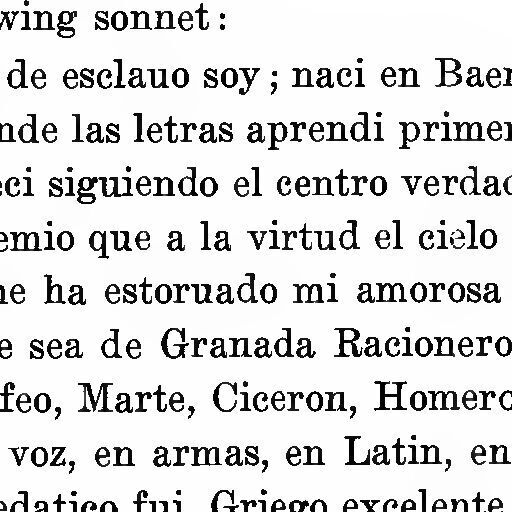 wing sonnet:
de esclauo soy; naci en Baen
nde las letras aprendi primer
eci siguiendo el centro verdad
emio que a la virtud el cielo
ne ha estoruado mi amorosa
e sea de Granada Racionero
feo, Marte, Ciceron, Homero
voz, en armas, en Latin, en
edatico fui, Griego excelente